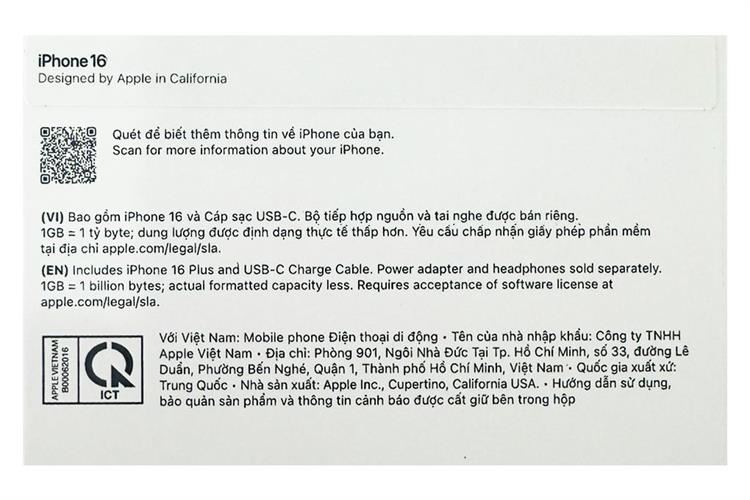 iPhone 16
Designed by Apple in California
Quét để biết thêm thông tin về iPhone của bạn.
Scan for more information about your iPhone.
(VI) Bao gồm iPhone 16 và Cáp sạc USB-C. Bộ tiếp hợp nguồn và tai nghe được bán riêng.
1GB = 1 tỷ byte; dung lượng được định dạng thực tế thấp hơn. Yêu cầu chấp nhận giấy phép phần mềm
tại địa chỉ apple.com/legal/sla.
(EN) Includes iPhone 16 Plus and USB-C Charge Cable. Power adapter and headphones sold separately.
1GB = 1 billion bytes; actual formatted capacity less. Requires acceptance of software license at
apple.com/legal/sla.
APPLE VIETNAM
B00062016
ICT
Với Việt Nam: Mobile phone Điện thoại di động • Tên của nhà nhập khẩu: Công ty TNHH
Apple Việt Nam • Địa chỉ: Phòng 901, Ngôi Nhà Đức Tại Tp. Hồ Chí Minh, số 33, đường Lê
Duẩn, Phường Bến Nghé, Quận 1, Thành phố Hồ Chí Minh, Việt Nam • Quốc gia xuất xứ:
Trung Quốc • Nhà sản xuất: Apple Inc., Cupertino, California USA. • Hướng dẫn sử dụng,
bảo quản sản phẩm và thông tin cảnh báo được cất giữ bên trong hộp